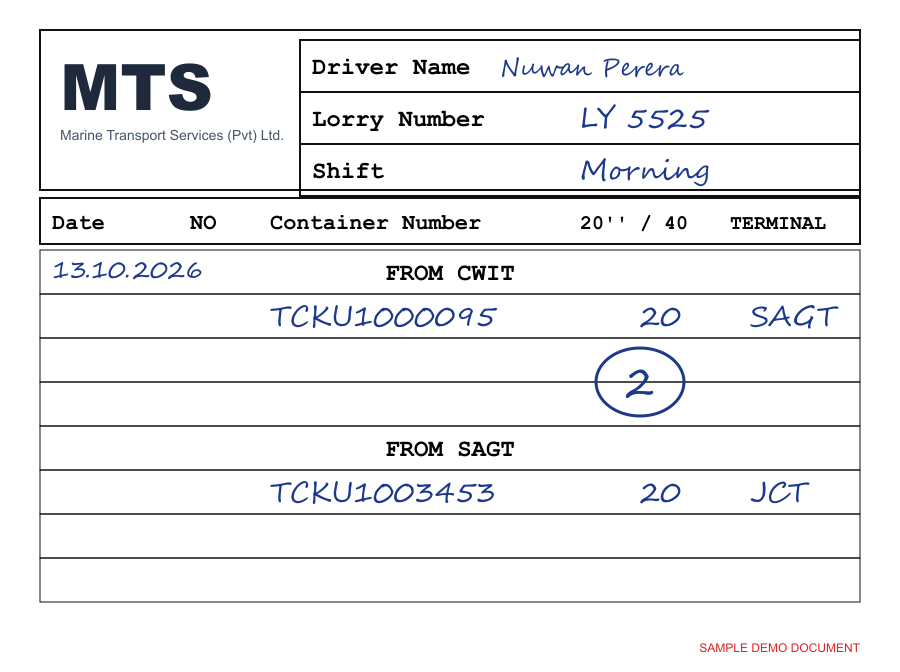 MTS
Marine Transport Services (Pvt) Ltd.
Driver Name Nuwan Perera
Lorry Number LY 5525
Shift Morning
Date NO Container Number 20'' / 40 TERMINAL
13.10.2026 FROM CWIT
TCKU1000095 20 SAGT
2
FROM SAGT
TCKU1003453 20 JCT
SAMPLE DEMO DOCUMENT